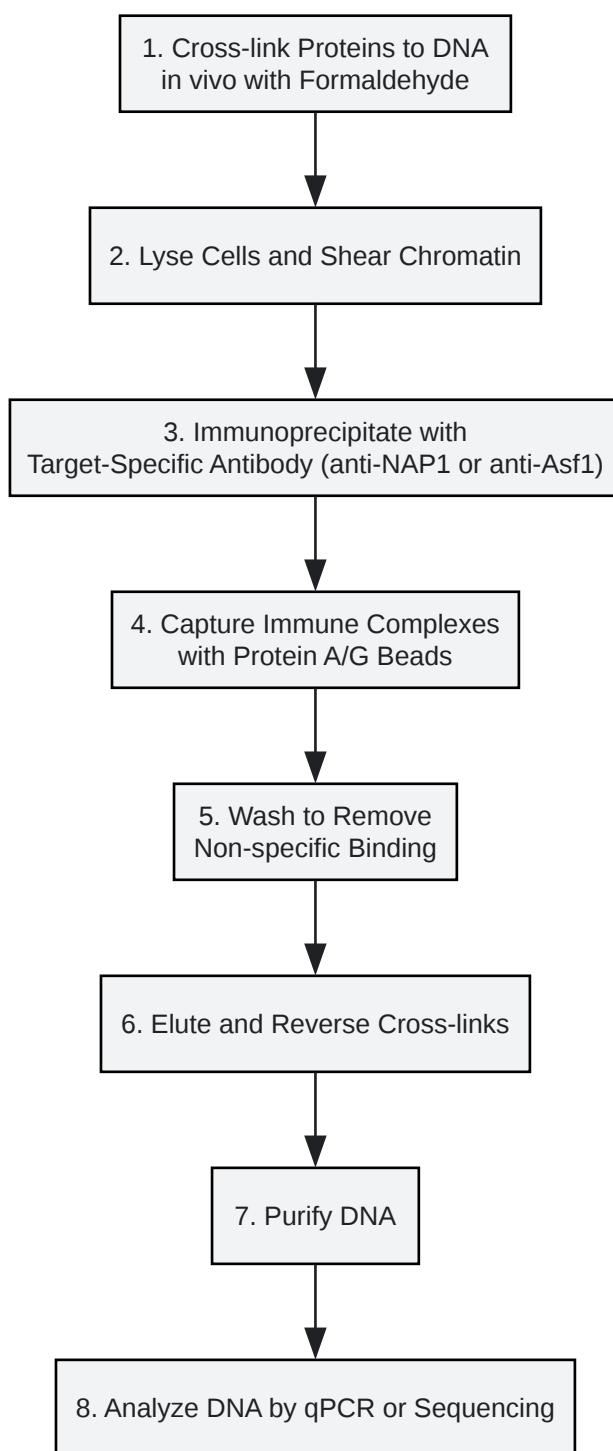 1. Cross-link Proteins to DNA
in vivo with Formaldehyde
2. Lyse Cells and Shear Chromatin
3. Immunoprecipitate with
Target-Specific Antibody (anti-NAP1 or anti-Asf1)
4. Capture Immune Complexes
with Protein A/G Beads
5. Wash to Remove
Non-specific Binding
6. Elute and Reverse Cross-links
7. Purify DNA
8. Analyze DNA by qPCR or Sequencing